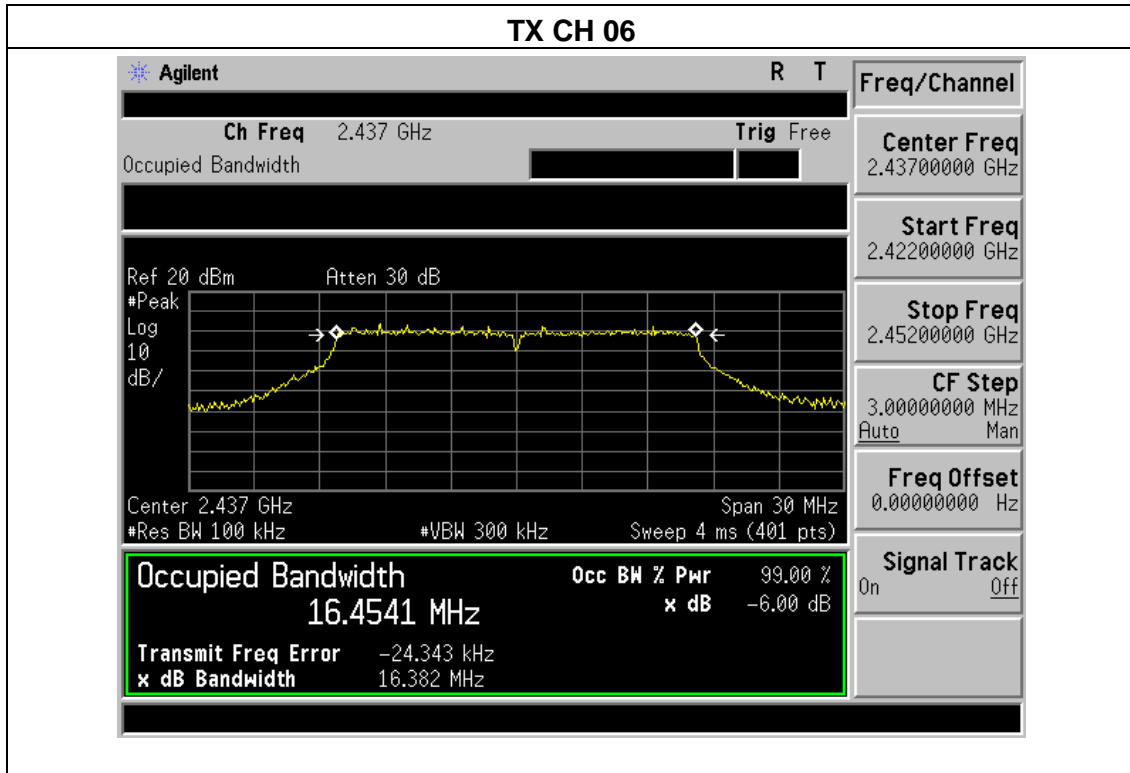 TX CH 06
Agilent R T
Ch Freq 2.437 GHz Trig Free
Occupied Bandwidth
Ref 20 dBm Atten 30 dB
#Peak
Log
10
dB/
Center 2.437 GHz Span 30 MHz
#Res BW 100 kHz #VBW 300 kHz Sweep 4 ms (401 pts)
Occupied Bandwidth Occ BW % Pwr 99.00 %
16.4541 MHz x dB -6.00 dB
Transmit Freq Error -24.343 kHz
x dB Bandwidth 16.382 MHz
Freq/Channel
Center Freq
2.43700000 GHz
Start Freq
2.42200000 GHz
Stop Freq
2.45200000 GHz
CF Step
3.00000000 MHz
Auto Man
Freq Offset
0.00000000 Hz
Signal Track
On Off